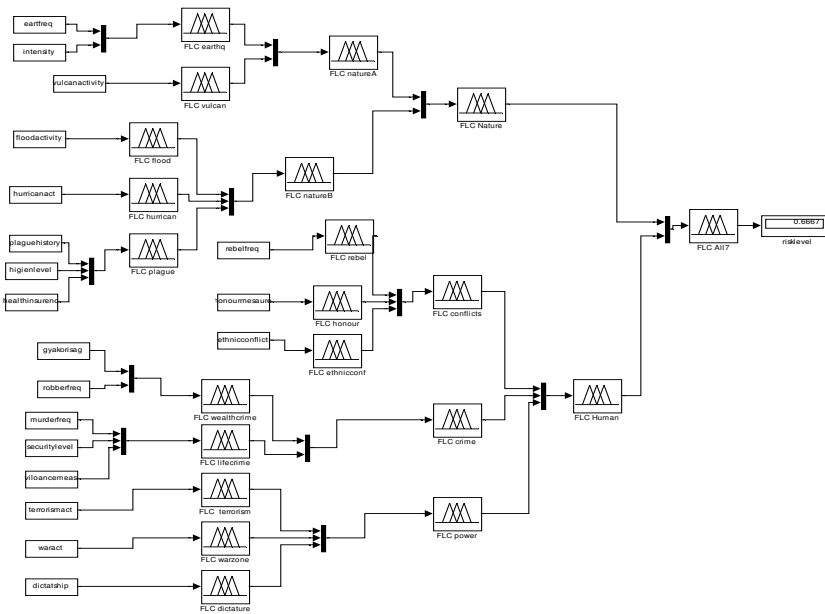 eartfreq
intensity
FLC earthq
vulcanactivity
FLC vulcan
FLC natureA
FLC Nature
floodactivity
FLC flood
hurricanact
FLC hurrican
FLC natureB
plaguehistory
higienlevel
healthinsurenc
FLC plague
rebelfreq
FLC rebel
honourmesaure
FLC honour
ethnicconflict
FLC ethnicconf
FLC conflicts
FLC All7
0.6667
risklevel
gyakorisag
robberfreq
FLC wealthcrime
murderfreq
securitylevel
viloancemeas
FLC lifecrime
FLC crime
FLC Human
terrorismact
FLC terrorism
waract
FLC warzone
FLC power
dictatship
FLC dictature